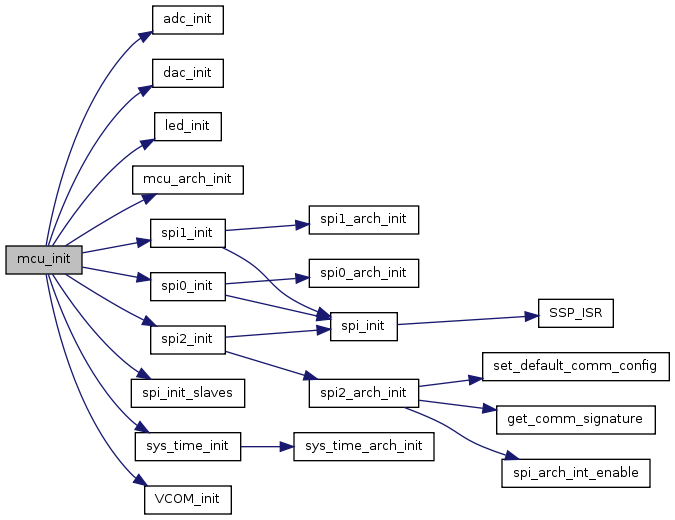 adc_init
dac_init
led_init
mcu_arch_init
mcu_init
spi1_init
spi1_arch_init
spi0_init
spi0_arch_init
spi_init
SSP_ISR
spi2_init
spi2_arch_init
set_default_comm_config
get_comm_signature
spi_arch_int_enable
spi_init_slaves
sys_time_init
sys_time_arch_init
VCOM_init